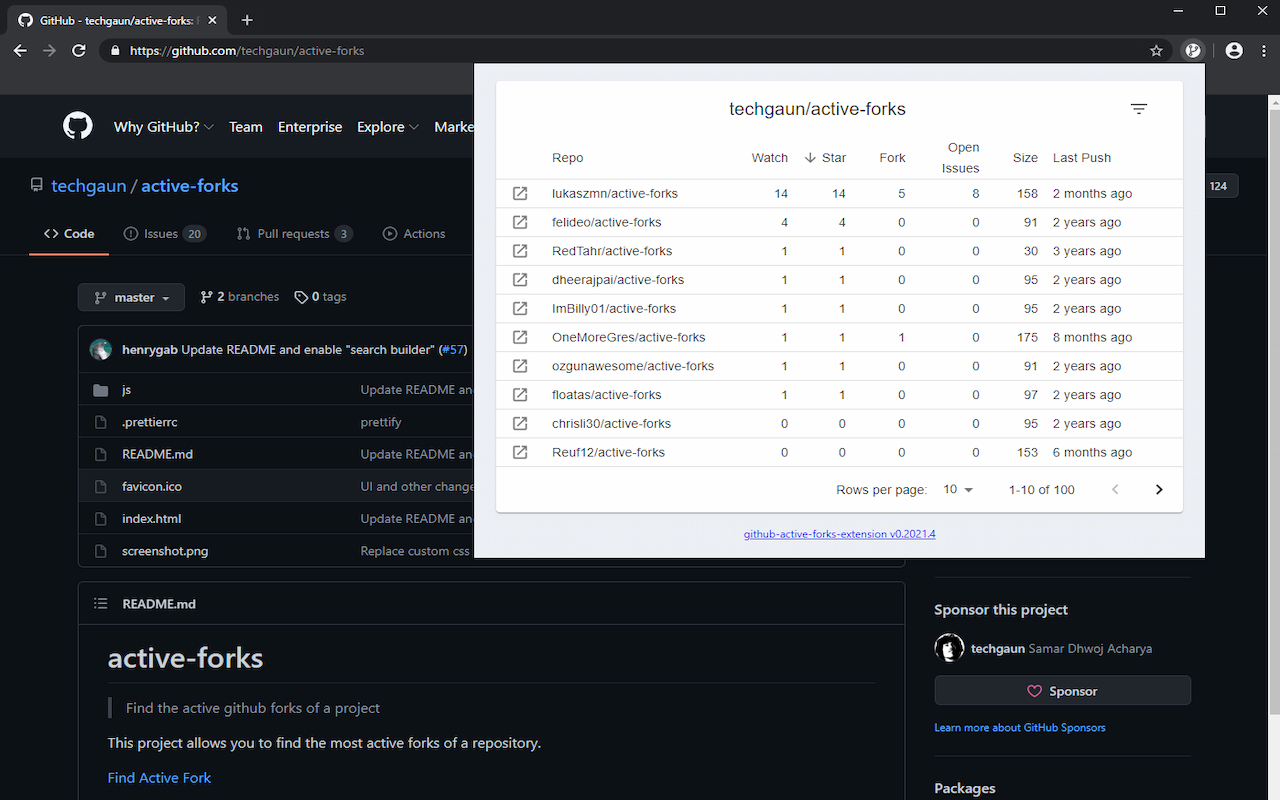 GitHub - techgaun/active-forks:
https://github.com/techgaun/active-forks
Why GitHub? Team Enterprise Explore Marke
techgaun / active-forks
124
Code Issues 20 Pull requests 3 Actions
master 2 branches 0 tags
henrygab Update README and enable "search builder" (#57)
js Update README an
.prettierrc prettify
README.md Update README an
favicon.ico UI and other change
index.html Update README an
screenshot.png Replace custom css
README.md
active-forks
Find the active github forks of a project
This project allows you to find the most active forks of a repository.
Find Active Fork
techgaun/active-forks
Repo Watch Star Fork Open Issues Size Last Push
lukaszmn/active-forks 14 14 5 8 158 2 months ago
felideo/active-forks 4 4 0 0 91 2 years ago
RedTahr/active-forks 1 1 0 0 30 3 years ago
dheerajpai/active-forks 1 1 0 0 95 2 years ago
ImBilly01/active-forks 1 1 0 0 95 2 years ago
OneMoreGres/active-forks 1 1 1 0 175 8 months ago
ozgunawesome/active-forks 1 1 0 0 91 2 years ago
floatas/active-forks 1 1 0 0 97 2 years ago
chrisli30/active-forks 0 0 0 0 95 2 years ago
Reuf12/active-forks 0 0 0 0 153 6 months ago
Rows per page: 10 1-10 of 100
github-active-forks-extension v0.2021.4
Sponsor this project
techgaun Samar Dhwoj Acharya
Sponsor
Learn more about GitHub Sponsors
Packages